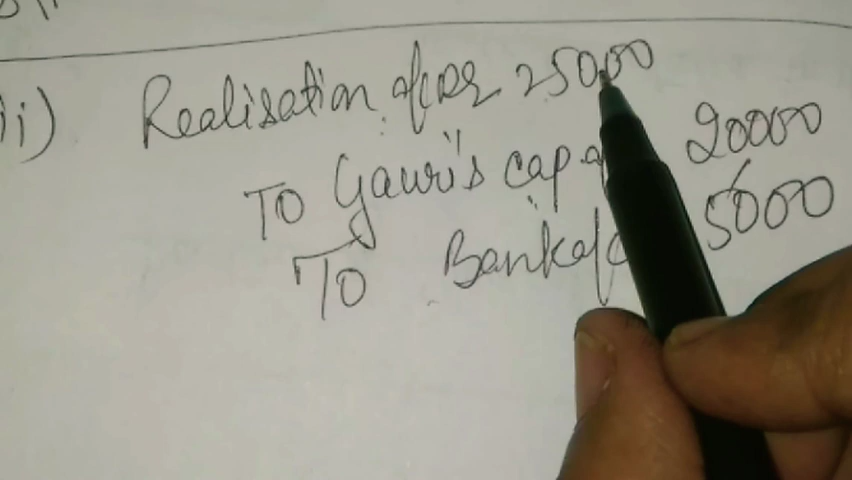 ii) Realisation a/c DR 25000
To Gauri's cap a 20000
To Bank a/c 5000